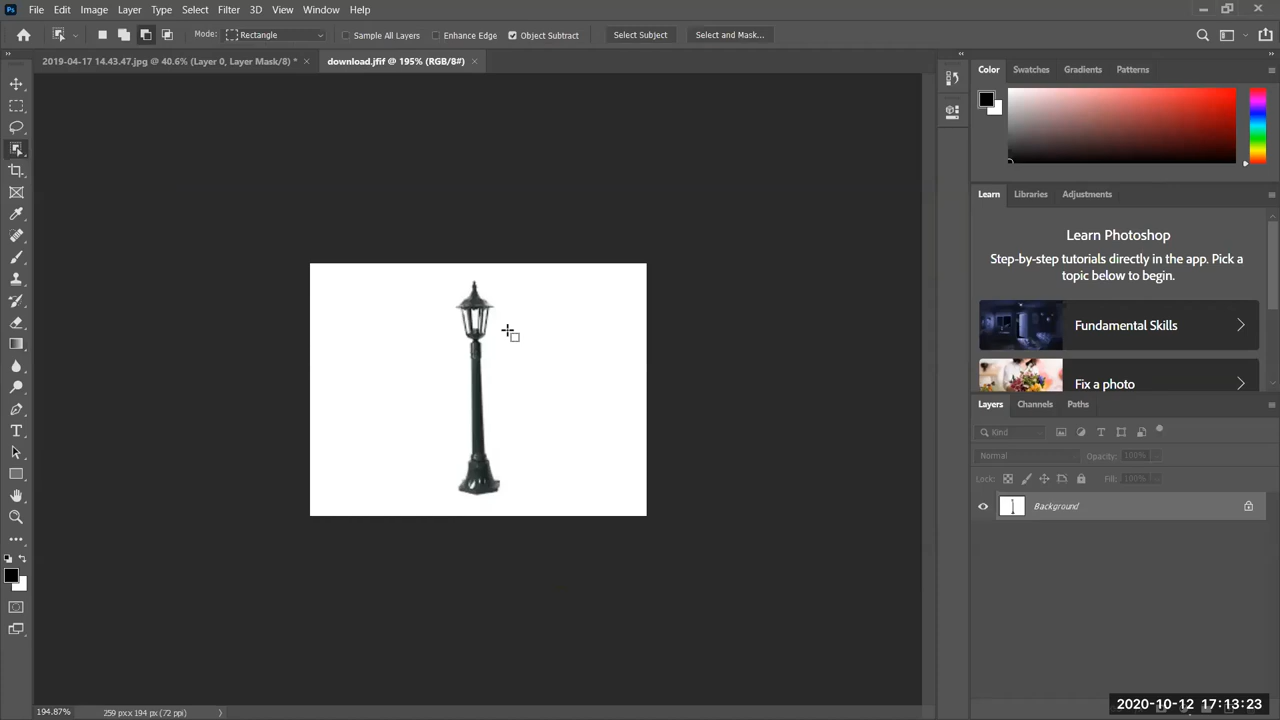 Ps File Edit Image Layer Type Select Filter 3D View Window Help
Mode: Rectangle Sample All Layers Enhance Edge Object Subtract Select Subject Select and Mask...
2019-04-17 14.43.47.jpg @ 40.6% (Layer 0, Layer Mask/8) * × download.jfif @ 195% (RGB/8#) ×
Color Swatches Gradients Patterns
Learn Libraries Adjustments
Learn Photoshop
Step-by-step tutorials directly in the app. Pick a
topic below to begin.
Fundamental Skills
Fix a photo
Layers Channels Paths
Kind
Normal Opacity: 100%
Lock: Fill: 100%
Background
194.87% 259 px x 194 px (72 ppi)
2020-10-12 17:13:23